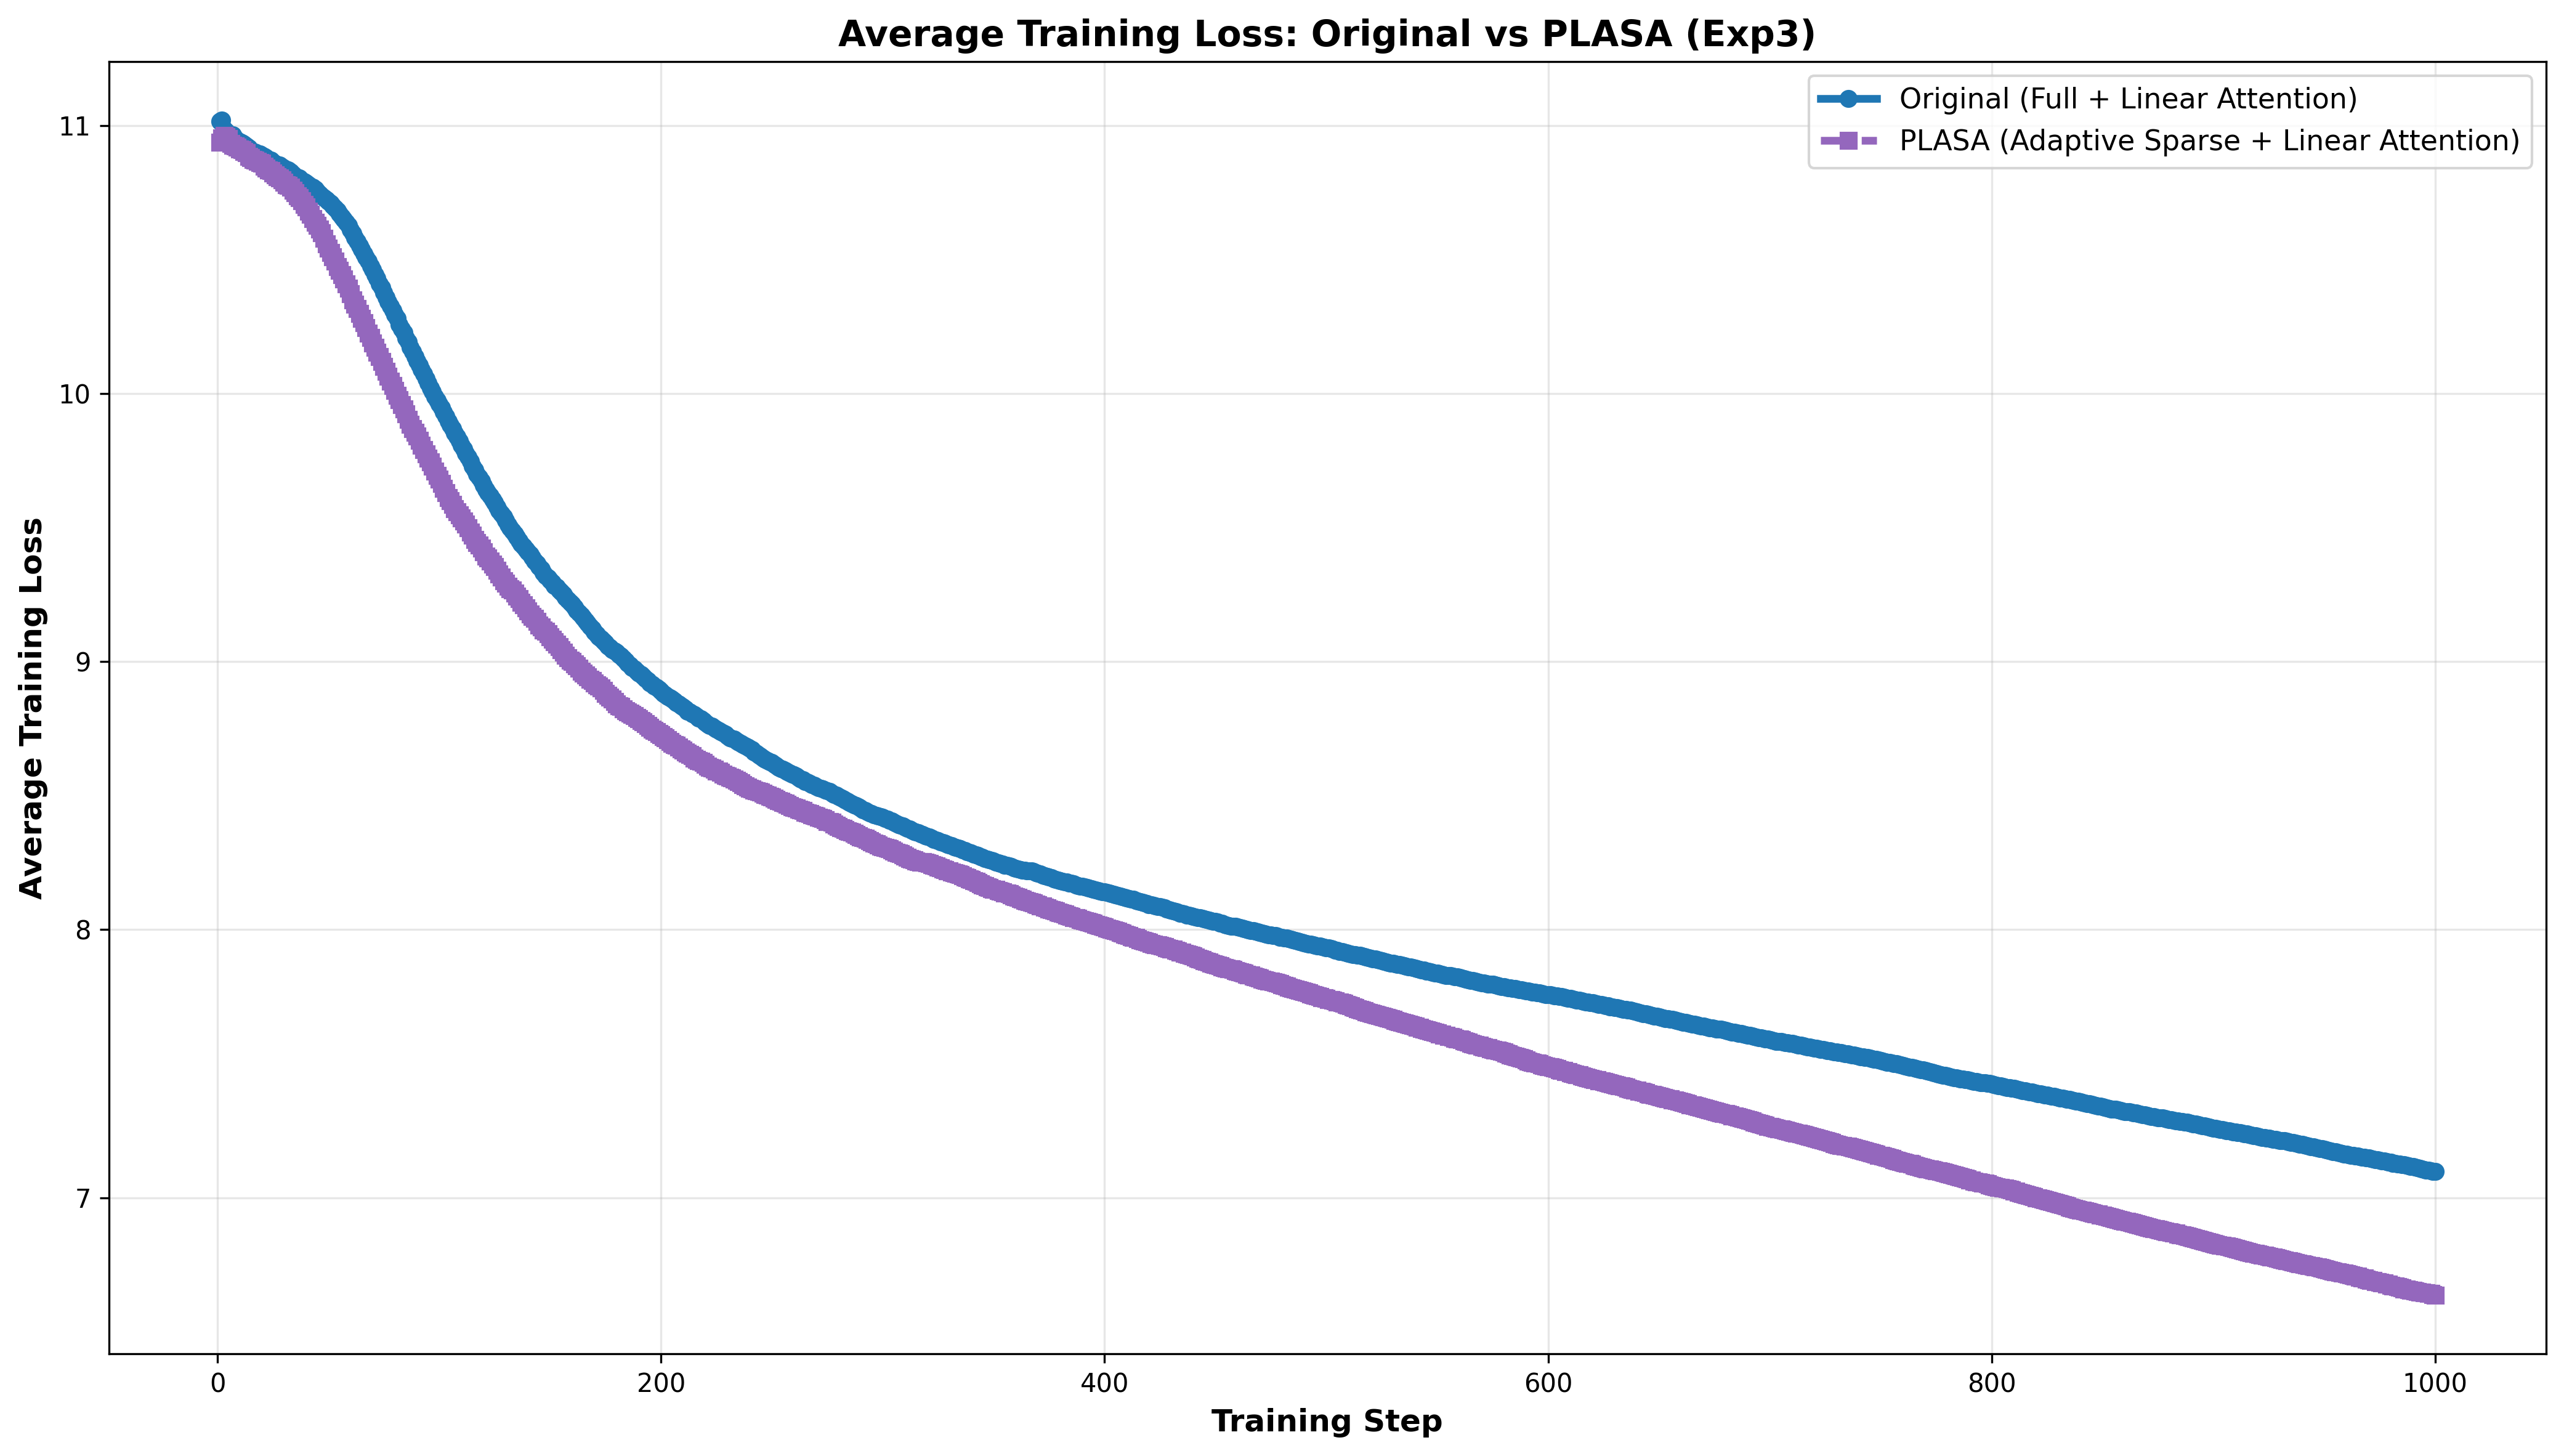 Average Training Loss: Original vs PLASA (Exp3)
Original (Full + Linear Attention)
PLASA (Adaptive Sparse + Linear Attention)
Average Training Loss
11
10
9
8
7
0
200
400
600
800
1000
Training Step